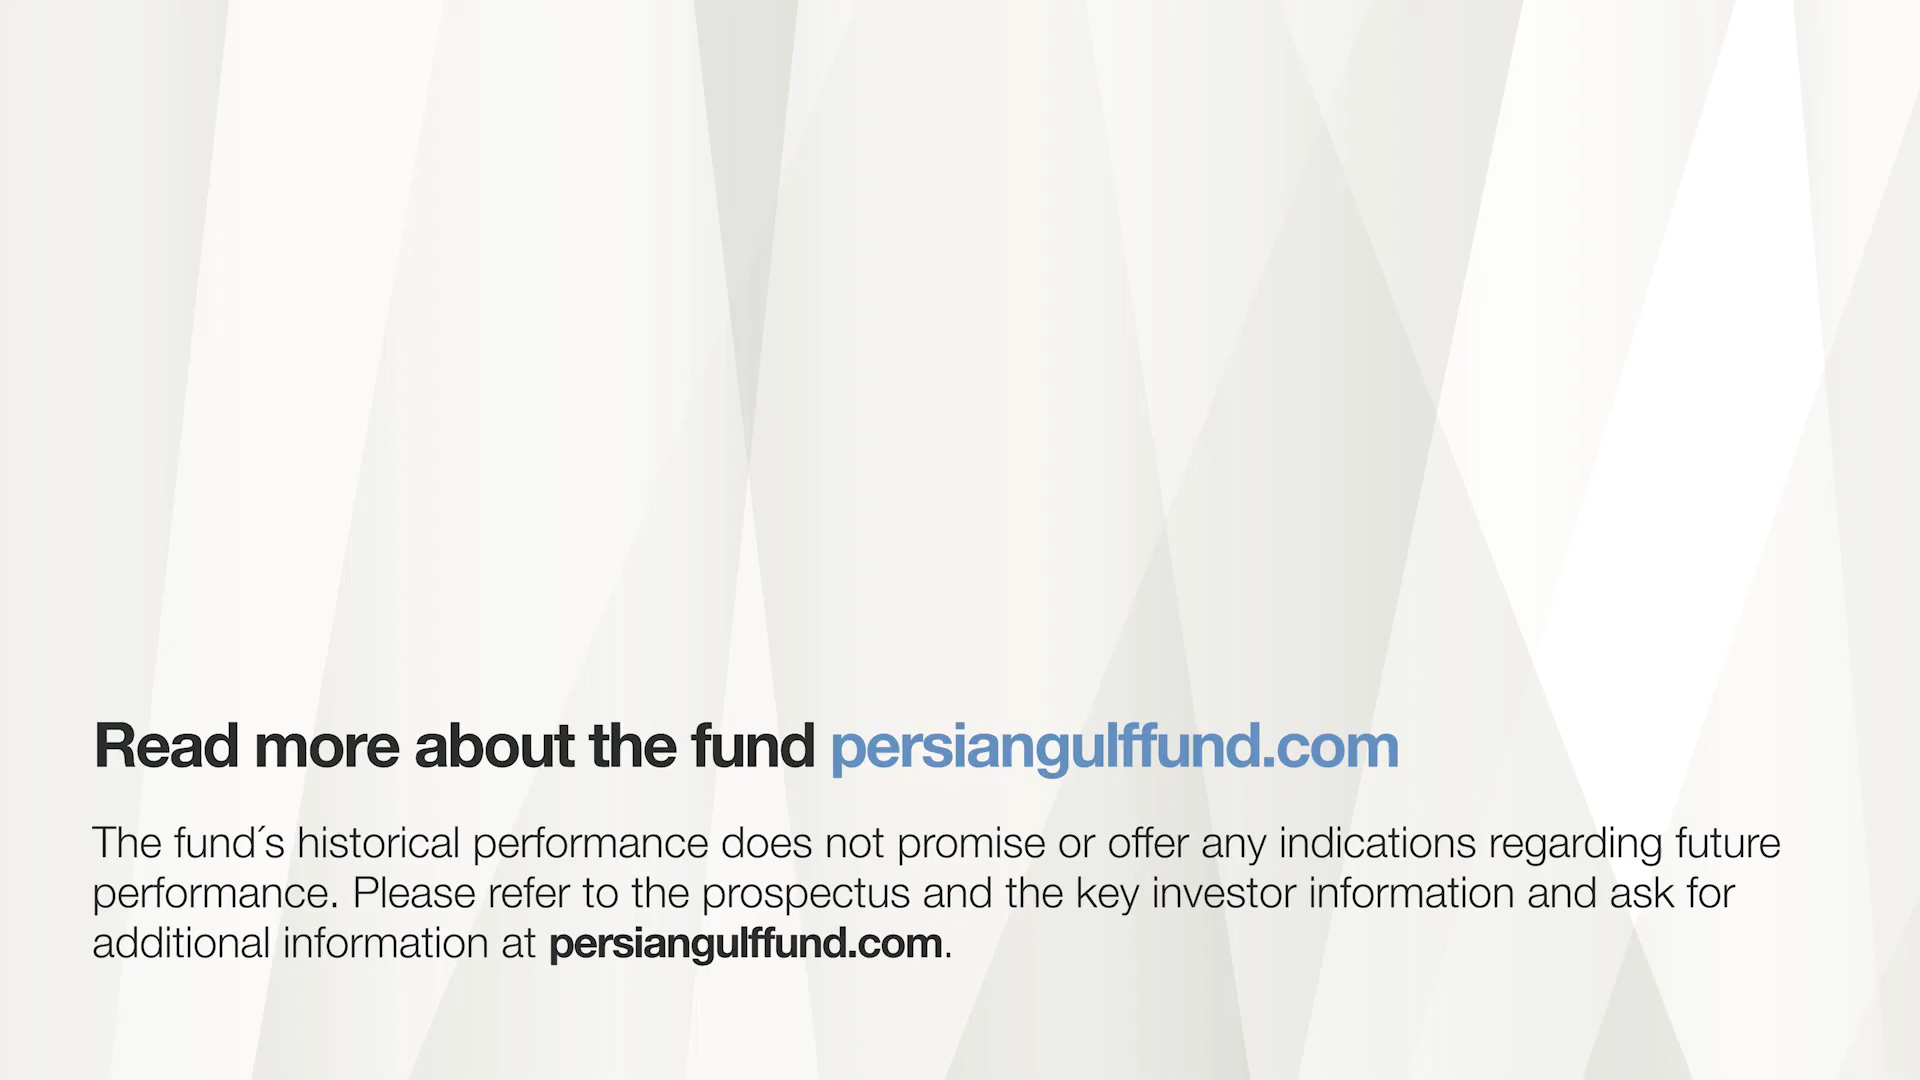 Read more about the fund persiangulffund.com
The fund´s historical performance does not promise or offer any indications regarding future
performance. Please refer to the prospectus and the key investor information and ask for
additional information at persiangulffund.com.